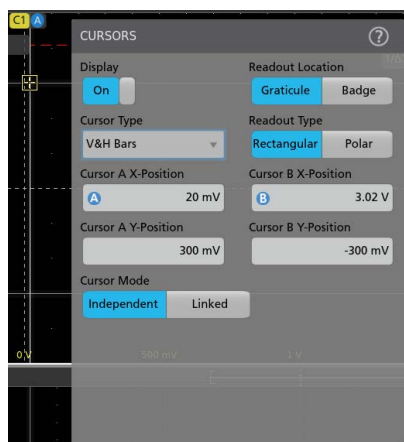 C1 A
CURSORS ?
Display Readout Location
On Graticule Badge
Cursor Type Readout Type
V&H Bars Rectangular Polar
Cursor A X-Position Cursor B X-Position
A 20 mV B 3.02 V
Cursor A Y-Position Cursor B Y-Position
300 mV -300 mV
Cursor Mode
Independent Linked
0 V 500 mV 1 V